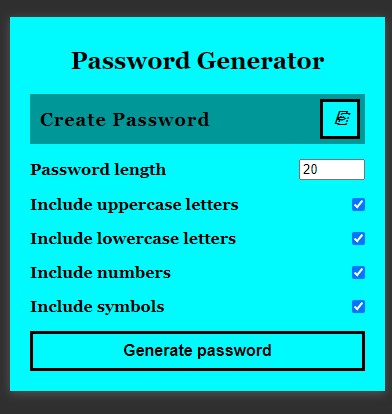 Password Generator
Create Password
Password length 20
Include uppercase letters
Include lowercase letters
Include numbers
Include symbols
Generate password